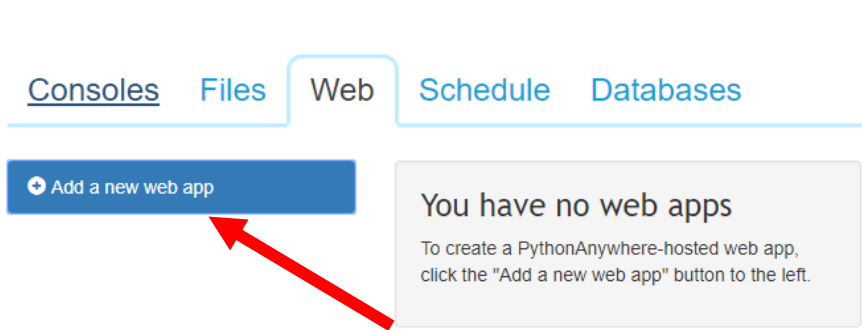 Consoles Files Web Schedule Databases
Add a new web app
You have no web apps
To create a PythonAnywhere-hosted web app,
click the "Add a new web app" button to the left.